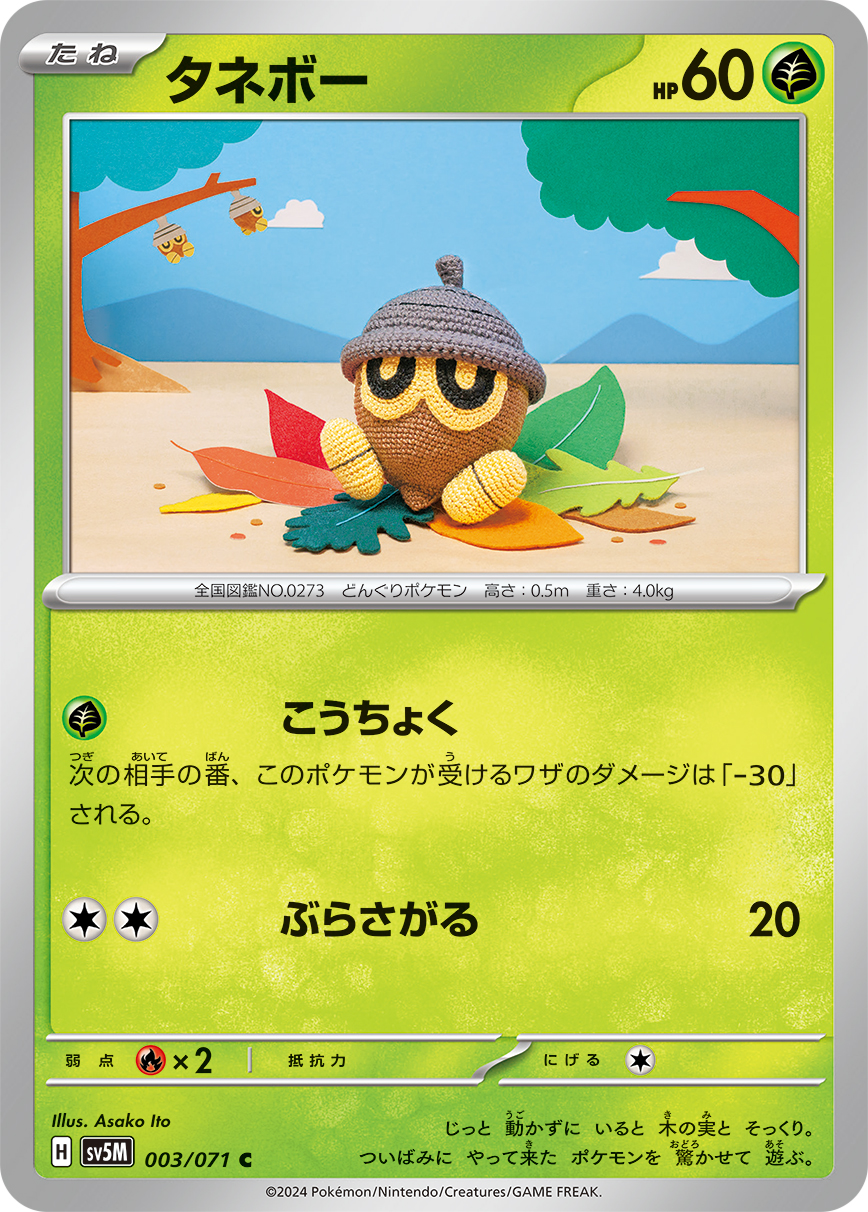 たね
タネボー
HP60
全国図鑑NO.0273 どんぐりポケモン 高さ：0.5m 重さ：4.0kg
こうちょく
次の相手の番、このポケモンが受けるワザのダメージは「-30」
される。
ぶらさがる 20
弱点 ×2 抵抗力 にげる
Illus. Asako Ito
じっと 動かずに いると 木の実と そっくり。
ついばみに やって来た ポケモンを 驚かせて 遊ぶ。
H SV5M 003/071 C
©2024 Pokémon/Nintendo/Creatures/GAME FREAK.